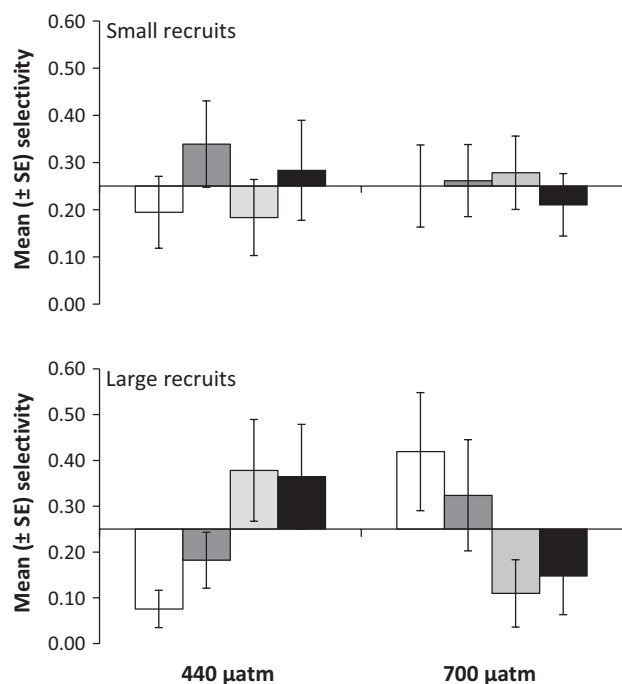 Small recruits
Mean (± SE) selectivity
0.60
0.50
0.40
0.30
0.20
0.10
0.00
Large recruits
Mean (± SE) selectivity
0.60
0.50
0.40
0.30
0.20
0.10
0.00
440 µatm 700 µatm